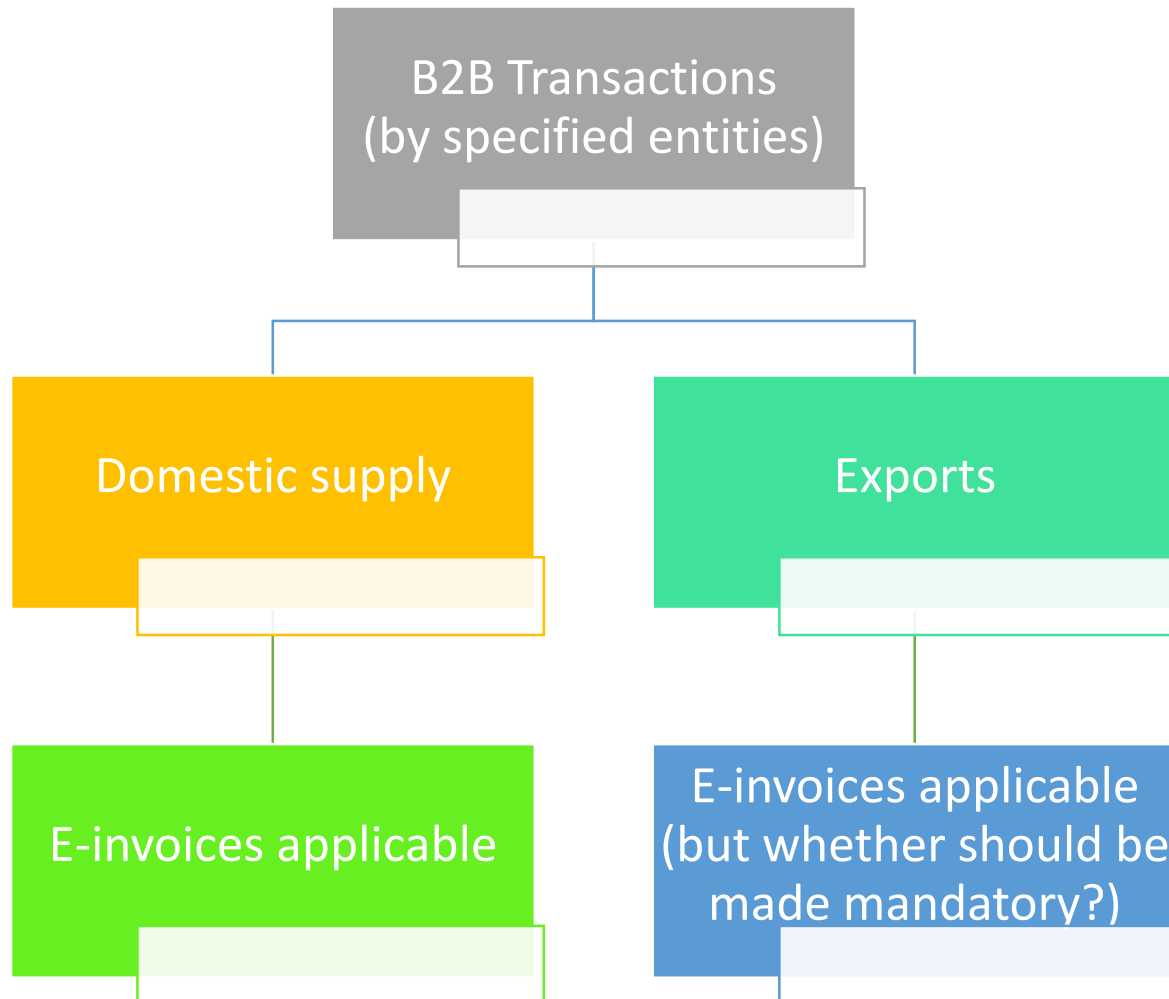 B2B Transactions
(by specified entities)
Domestic supply
Exports
E-invoices applicable
E-invoices applicable
(but whether should be
made mandatory?)